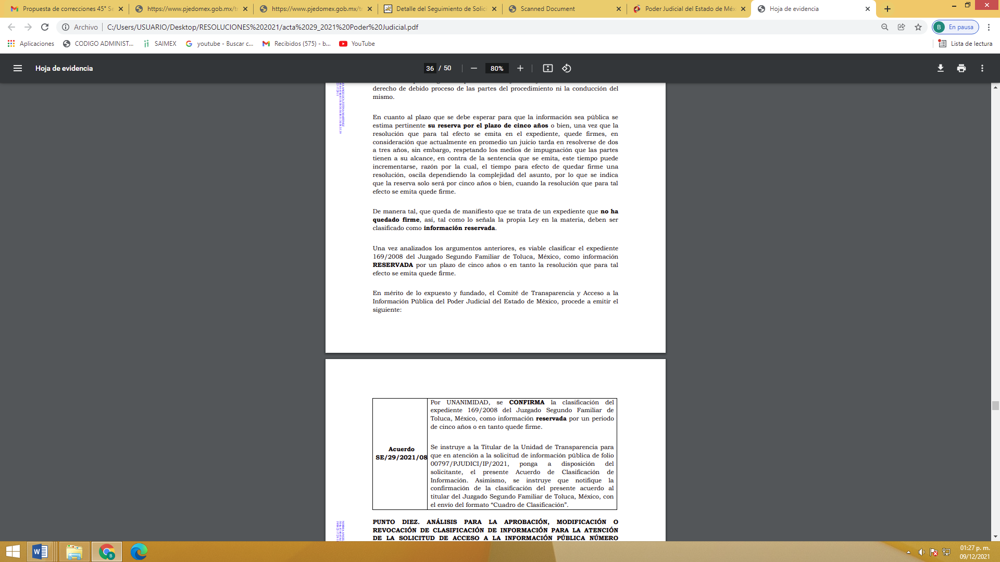 Propuesta de correcciones 45° Se
https://www.pjedomex.gob.mx/tr
https://www.pjedomex.gob.mx/tr
Detalle del Seguimiento de Solici
Scanned Document
Poder Judicial del Estado de Méx
Hoja de evidencia
Archivo
C:/Users/USUARIO/Desktop/RESOLUCIONES%202021/acta%2029_2021%20Poder%20Judicial.pdf
B
En pausa
Aplicaciones
CODIGO ADMINIST...
SAIMEX
youtube - Buscar c...
Recibidos (575) - b...
YouTube
Lista de lectura
Hoja de evidencia
36 / 50
80%
derecho de debido proceso de las partes del procedimiento ni la conducción del
mismo.
En cuanto al plazo que se debe esperar para que la información sea pública se
estima pertinente su reserva por el plazo de cinco años o bien, una vez que la
resolución que para tal efecto se emita en el expediente, quede firmes, en
consideración que actualmente en promedio un juicio tarda en resolverse de dos
a tres años, sin embargo, respetando los medios de impugnación que las partes
tienen a su alcance, en contra de la sentencia que se emita, este tiempo puede
incrementarse, razón por la cual, el tiempo para efecto de quedar firme una
resolución, oscila dependiendo la complejidad del asunto, por lo que se indica
que la reserva solo será por cinco años o bien, cuando la resolución que para tal
efecto se emita quede firme.
De manera tal, que queda de manifiesto que se trata de un expediente que no ha
quedado firme, así, tal como lo señala la propia Ley en la materia, deben ser
clasificado como información reservada.
Una vez analizados los argumentos anteriores, es viable clasificar el expediente
169/2008 del Juzgado Segundo Familiar de Toluca, México, como información
RESERVADA por un plazo de cinco años o en tanto la resolución que para tal
efecto se emita quede firme.
En mérito de lo expuesto y fundado, el Comité de Transparencia y Acceso a la
Información Pública del Poder Judicial del Estado de México, procede a emitir el
siguiente:
Acuerdo
SE/29/2021/08
Por UNANIMIDAD, se CONFIRMA la clasificación del
expediente 169/2008 del Juzgado Segundo Familiar de
Toluca, México, como información reservada por un periodo
de cinco años o en tanto quede firme.
Se instruye a la Titular de la Unidad de Transparencia para
que en atención a la solicitud de información pública de folio
00797/PJUDICI/IP/2021, ponga a disposición del
solicitante, el presente Acuerdo de Clasificación de
Información. Asimismo, se instruye que notifique la
confirmación de la clasificación del presente acuerdo al
titular del Juzgado Segundo Familiar de Toluca, México, con
el envío del formato “Cuadro de Clasificación”.
PUNTO DIEZ. ANÁLISIS PARA LA APROBACIÓN, MODIFICACIÓN O
REVOCACIÓN DE CLASIFICACIÓN DE INFORMACIÓN PARA LA ATENCIÓN
DE LA SOLICITUD DE ACCESO A LA INFORMACIÓN PÚBLICA NÚMERO
01:27 p. m.
09/12/2021